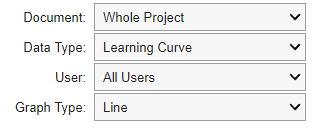 Document: Whole Project
Data Type: Learning Curve
User: All Users
Graph Type: Line